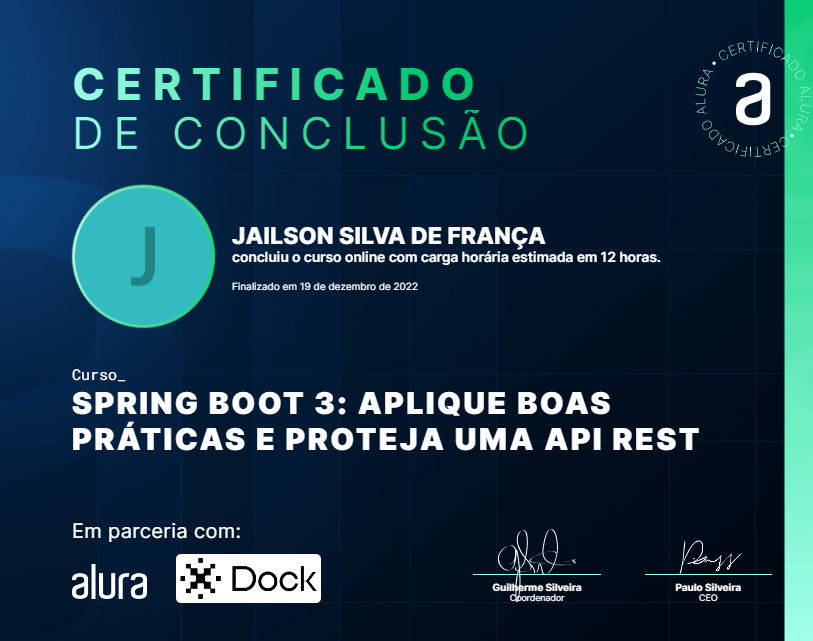 CERTIFICADO
DE CONCLUSÃO
CERTIFICADO ALURA • CERTIFICADO ALURA •
a
J
JAILSON SILVA DE FRANÇA
concluiu o curso online com carga horária estimada em 12 horas.
Finalizado em 19 de dezembro de 2022
Curso_
SPRING BOOT 3: APLIQUE BOAS
PRÁTICAS E PROTEJA UMA API REST
Em parceria com:
alura
Dock
Guilherme Silveira
Coordenador
Paulo Silveira
CEO